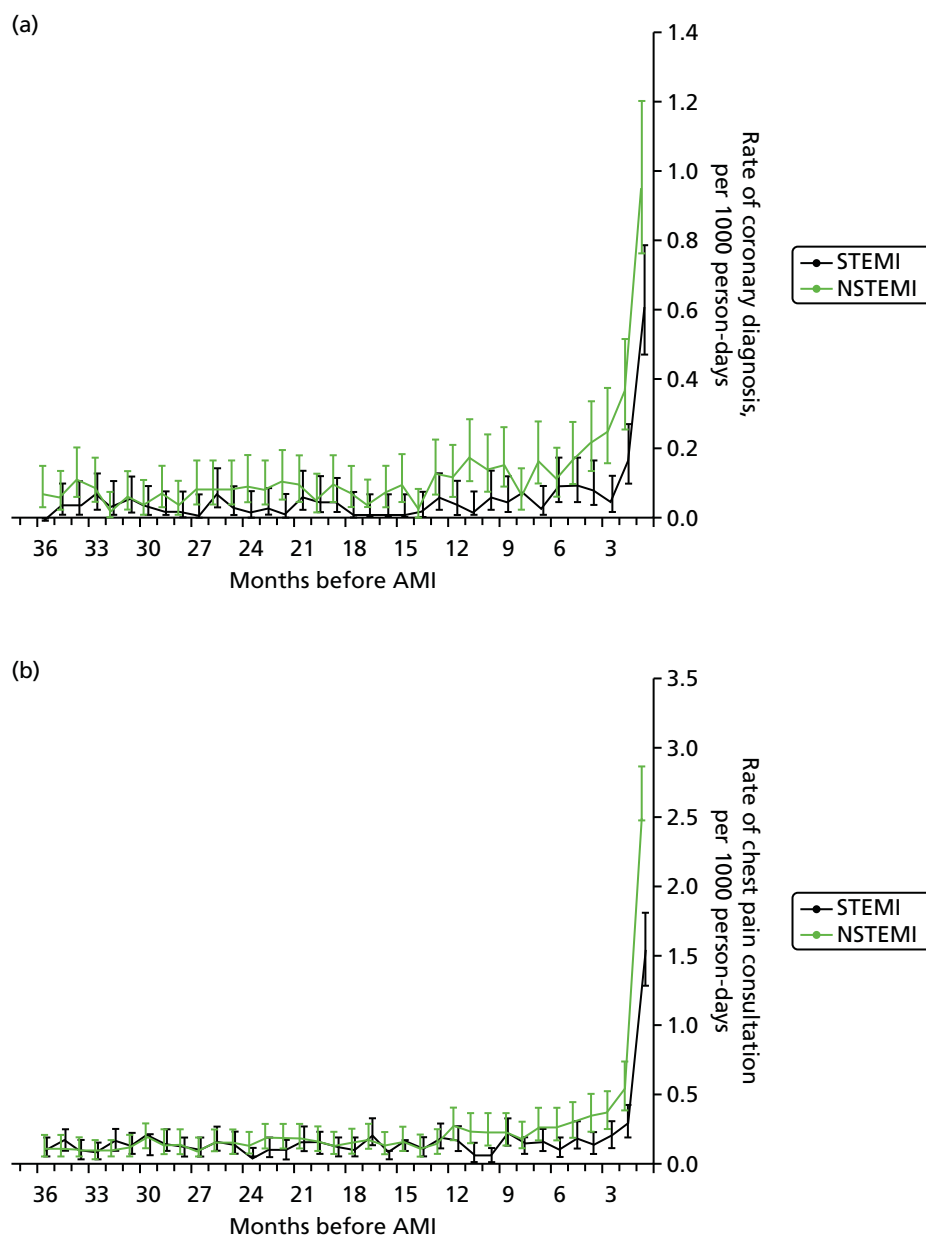 (a)
1.4
1.2
1.0
0.8
0.6
0.4
0.2
0.0
Rate of coronary diagnosis,
per 1000 person-days
STEMI
NSTEMI
36 33 30 27 24 21 18 15 12 9 6 3
Months before AMI
(b)
3.5
3.0
2.5
2.0
1.5
1.0
0.5
0.0
Rate of chest pain consultation
per 1000 person-days
STEMI
NSTEMI
36 33 30 27 24 21 18 15 12 9 6 3
Months before AMI